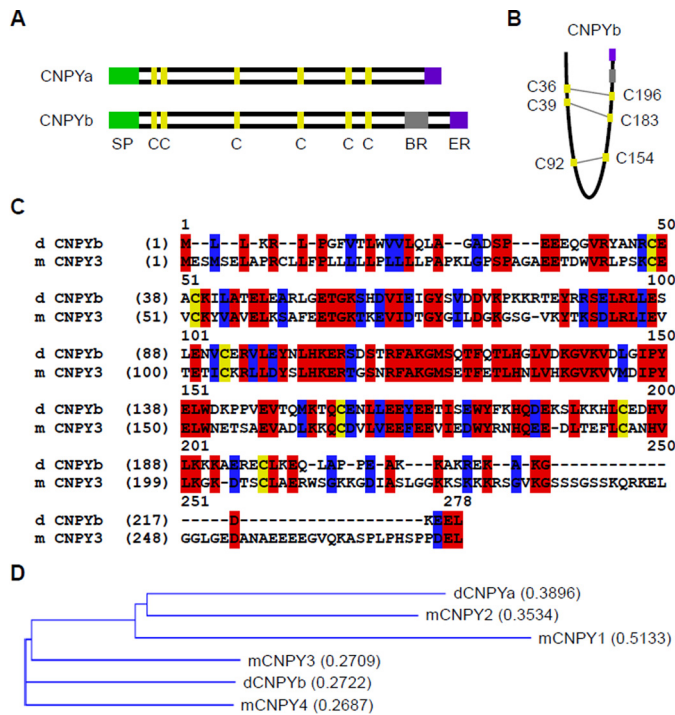 A
CNPYa
CNPYb
SP CC C C C C BR ER
B
CNPYb
C36
C39
C92
C196
C183
C154
C
1 50
d CNPYb (1) M--L--L-KR--L-PGFVTLWVVLQLA--GADSP---EEEQGVRYANRCE
m CNPY3 (1) MESMSELAPRCLLFPLLLLLPLLLLPAPKLGPSPAGAEETDWVRLPSKCE
51 100
d CNPYb (38) ACKILATELEARLGETGKSHDVIEIGYSVDDVKPKKRTEYRRSELRLLES
m CNPY3 (51) VCKYVAVELKSAFEETGKTKEVIDTGYGILDGKGSG-VKYTKSDLRLIEV
101 150
d CNPYb (88) LENVCERVLEYNLHKERSDSTRFAKGMSQTFQTLHGLVDKGVKVDLGIPY
m CNPY3 (100) TETICKRLLDYSLHKERTGSNRFAKGMSETFETLHNLVHKGVKVVMDIPY
151 200
d CNPYb (138) ELWDKPPVEVTQMKTQCENLLEEYEETISEWYFKHQDEKSLKKHLCEDHV
m CNPY3 (150) ELWNETSAEVADLKKQCDVLVEEFEEVIEDWYRNHQEE-DLTEFLCANHV
201 250
d CNPYb (188) LKKKAERECLKEQ-LAP-PE-AK---KAKREK--A-KG------------
m CNPY3 (199) LKGK-DTSCLAERWSGKKGDIASLGGKKSKKKRSGVKGSSSGSSKQRKEL
251 278
d CNPYb (217) -----D-------------------KEEL
m CNPY3 (248) GGLGEDANAEEEEGVQKASPLPHSPPDEL
D
dCNPYa (0.3896)
mCNPY2 (0.3534)
mCNPY1 (0.5133)
mCNPY3 (0.2709)
dCNPYb (0.2722)
mCNPY4 (0.2687)